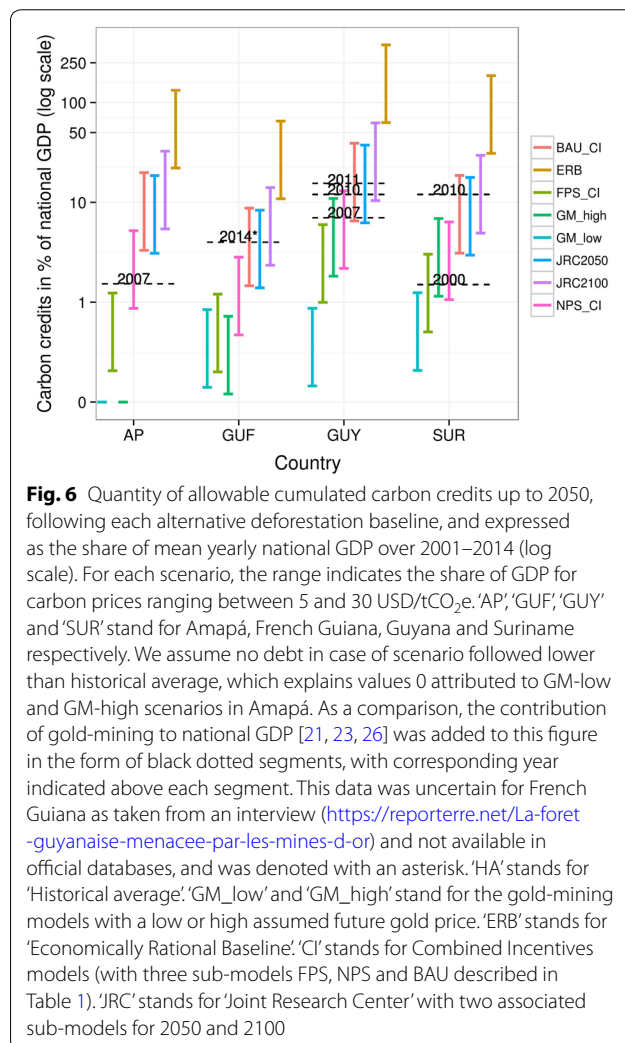 Carbon credits in % of national GDP (log scale)
250
100
50
10
1
0
2007
2014*
2011
2010
2007
2010
2000
AP
GUF
GUY
SUR
Country
BAU_CI
ERB
FPS_CI
GM_high
GM_low
JRC2050
JRC2100
NPS_CI
Fig. 6 Quantity of allowable cumulated carbon credits up to 2050,
following each alternative deforestation baseline, and expressed
as the share of mean yearly national GDP over 2001–2014 (log
scale). For each scenario, the range indicates the share of GDP for
carbon prices ranging between 5 and 30 USD/tCO₂e. ‘AP’, ‘GUF’, ‘GUY’
and ‘SUR’ stand for Amapá, French Guiana, Guyana and Suriname
respectively. We assume no debt in case of scenario followed lower
than historical average, which explains values 0 attributed to GM-low
and GM-high scenarios in Amapá. As a comparison, the contribution
of gold-mining to national GDP [21, 23, 26] was added to this figure
in the form of black dotted segments, with corresponding year
indicated above each segment. This data was uncertain for French
Guiana as taken from an interview (https://reporterre.net/La-foret
-guyanaise-menacee-par-les-mines-d-or) and not available in
official databases, and was denoted with an asterisk. ‘HA’ stands for
‘Historical average’. ‘GM_low’ and ‘GM_high’ stand for the gold-mining
models with a low or high assumed future gold price. ‘ERB’ stands for
‘Economically Rational Baseline’. ‘CI’ stands for Combined Incentives
models (with three sub-models FPS, NPS and BAU described in
Table 1). ‘JRC’ stands for ‘Joint Research Center’ with two associated
sub-models for 2050 and 2100